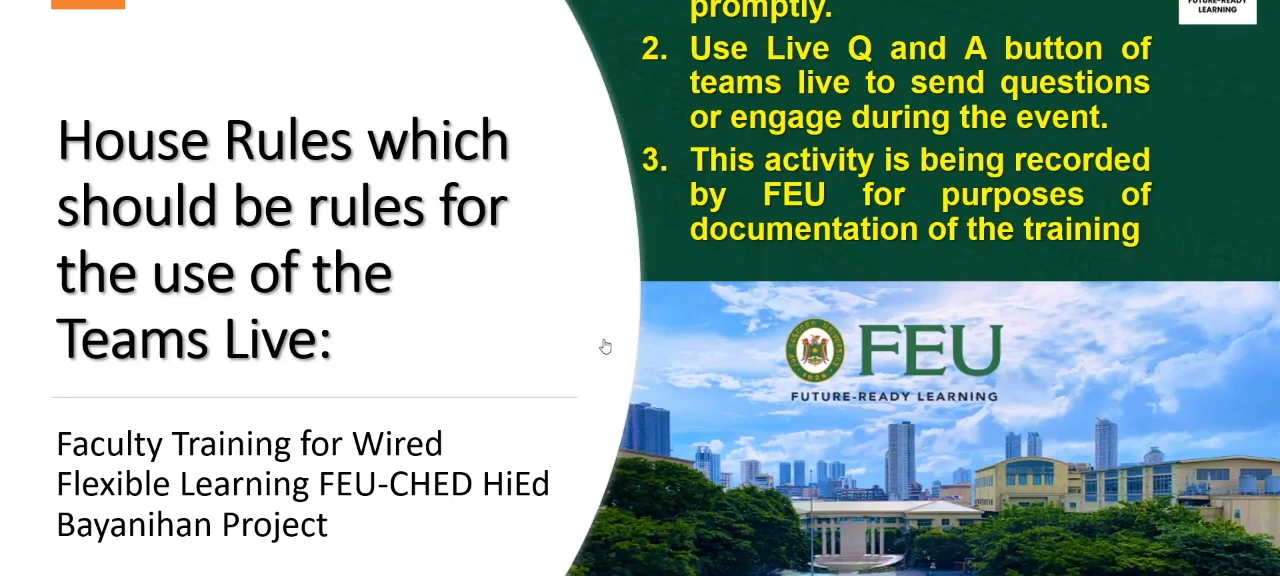 House Rules which
should be rules for
the use of the
Teams Live:
Faculty Training for Wired
Flexible Learning FEU-CHED HiEd
Bayanihan Project
promptly.
2. Use Live Q and A button of
teams live to send questions
or engage during the event.
3. This activity is being recorded
by FEU for purposes of
documentation of the training
FUTURE-READY
LEARNING
FEU
FUTURE-READY LEARNING